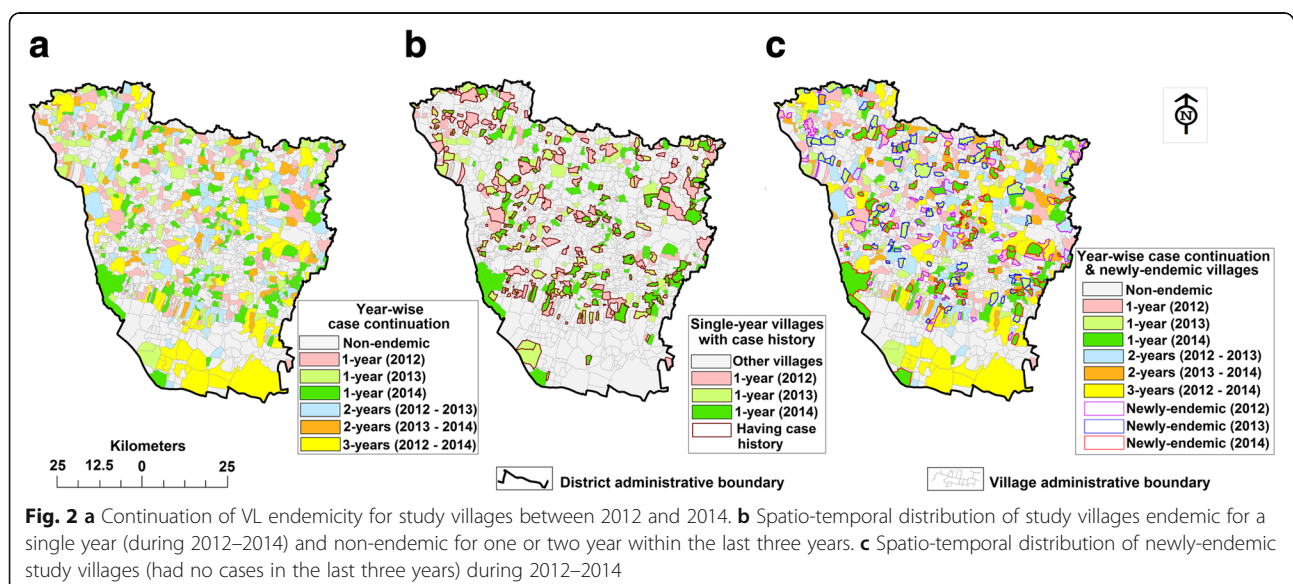 a
b
c
N
Year-wise
case continuation
Non-endemic
1-year (2012)
1-year (2013)
1-year (2014)
2-years (2012 - 2013)
2-years (2013 - 2014)
3-years (2012 - 2014)
Single-year villages
with case history
Other villages
1-year (2012)
1-year (2013)
1-year (2014)
Having case
history
Year-wise case continuation
& newly-endemic villages
Non-endemic
1-year (2012)
1-year (2013)
1-year (2014)
2-years (2012 - 2013)
2-years (2013 - 2014)
3-years (2012 - 2014)
Newly-endemic (2012)
Newly-endemic (2013)
Newly-endemic (2014)
Kilometers
25 12.5 0 25
District administrative boundary
Village administrative boundary
Fig. 2 a Continuation of VL endemicity for study villages between 2012 and 2014. b Spatio-temporal distribution of study villages endemic for a
single year (during 2012–2014) and non-endemic for one or two year within the last three years. c Spatio-temporal distribution of newly-endemic
study villages (had no cases in the last three years) during 2012–2014